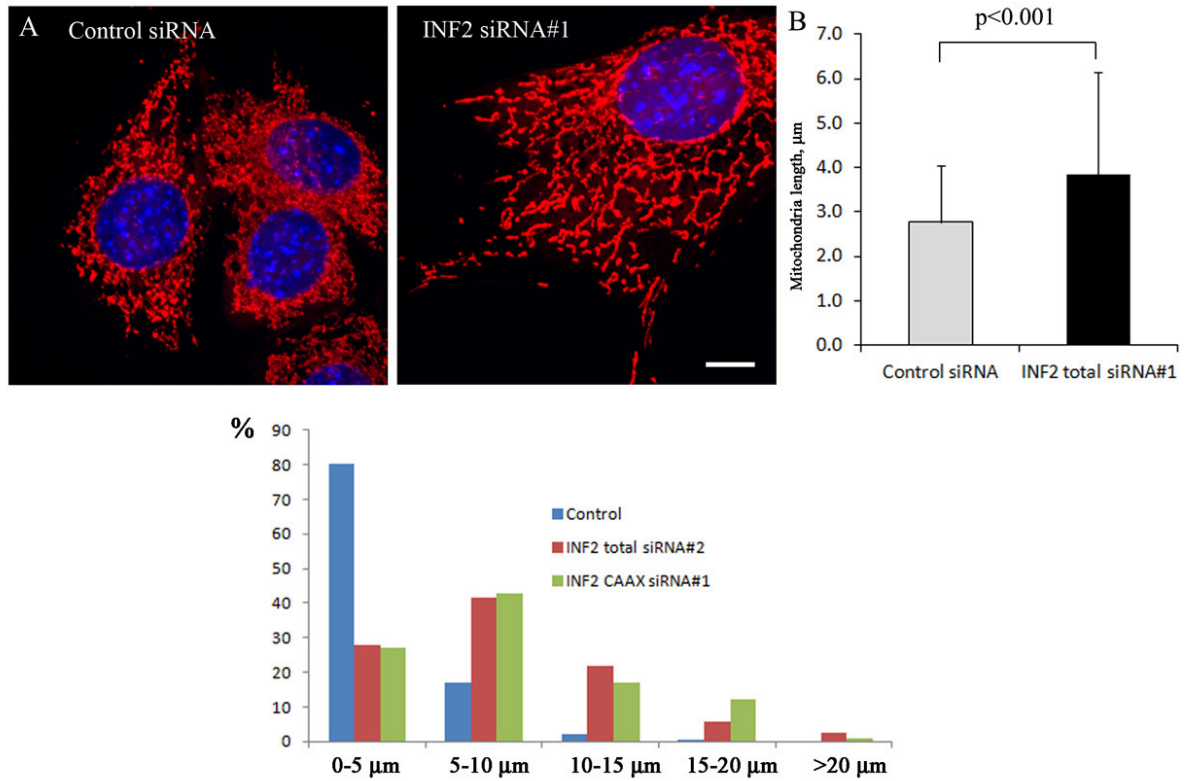 A
Control siRNA
INF2 siRNA#1
B
p<0.001
7.0
6.0
5.0
4.0
3.0
2.0
1.0
0.0
Mitochondria length, μm
Control siRNA
INF2 total siRNA#1
%
90
80
70
60
50
40
30
20
10
0
Control
INF2 total siRNA#2
INF2 CAAX siRNA#1
0-5 μm
5-10 μm
10-15 μm
15-20 μm
>20 μm